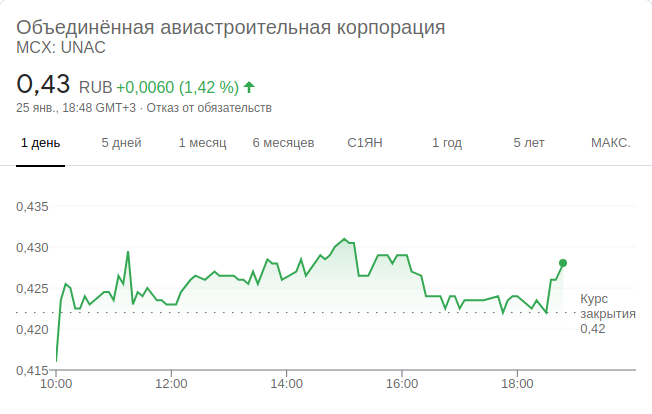 Объединённая авиастроительная корпорация
MCX: UNAC
0,43 RUB +0,0060 (1,42 %)
25 янв., 18:48 GMT+3 · Отказ от обязательств
1 день 5 дней 1 месяц 6 месяцев С1ЯН 1 год 5 лет МАКС.
0,435
0,430
0,425
0,420
0,415
Курс
закрытия
0,42
10:00 12:00 14:00 16:00 18:00